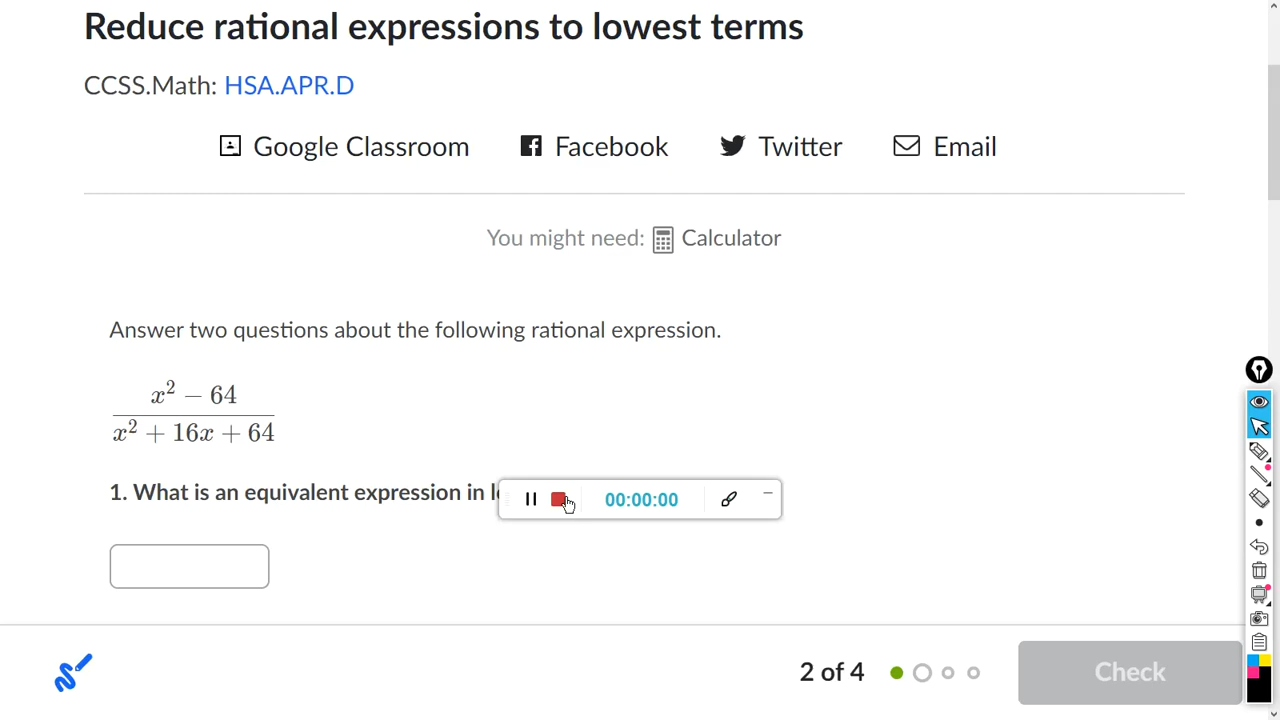 Reduce rational expressions to lowest terms
CCSS.Math: HSA.APR.D
Google Classroom Facebook Twitter Email
You might need: Calculator
Answer two questions about the following rational expression.
x² − 64
x² + 16x + 64
1. What is an equivalent expression in
00:00:00
2 of 4
Check